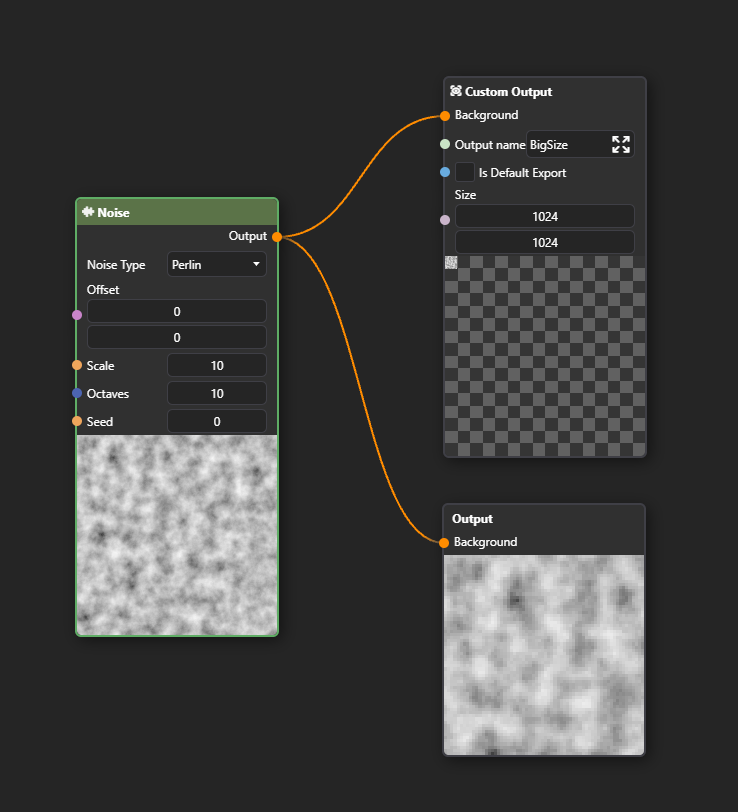 Noise
Output
Noise Type
Perlin
Offset
0
0
Scale
10
Octaves
10
Seed
0
Custom Output
Background
Output name
BigSize
Is Default Export
Size
1024
1024
Output
Background